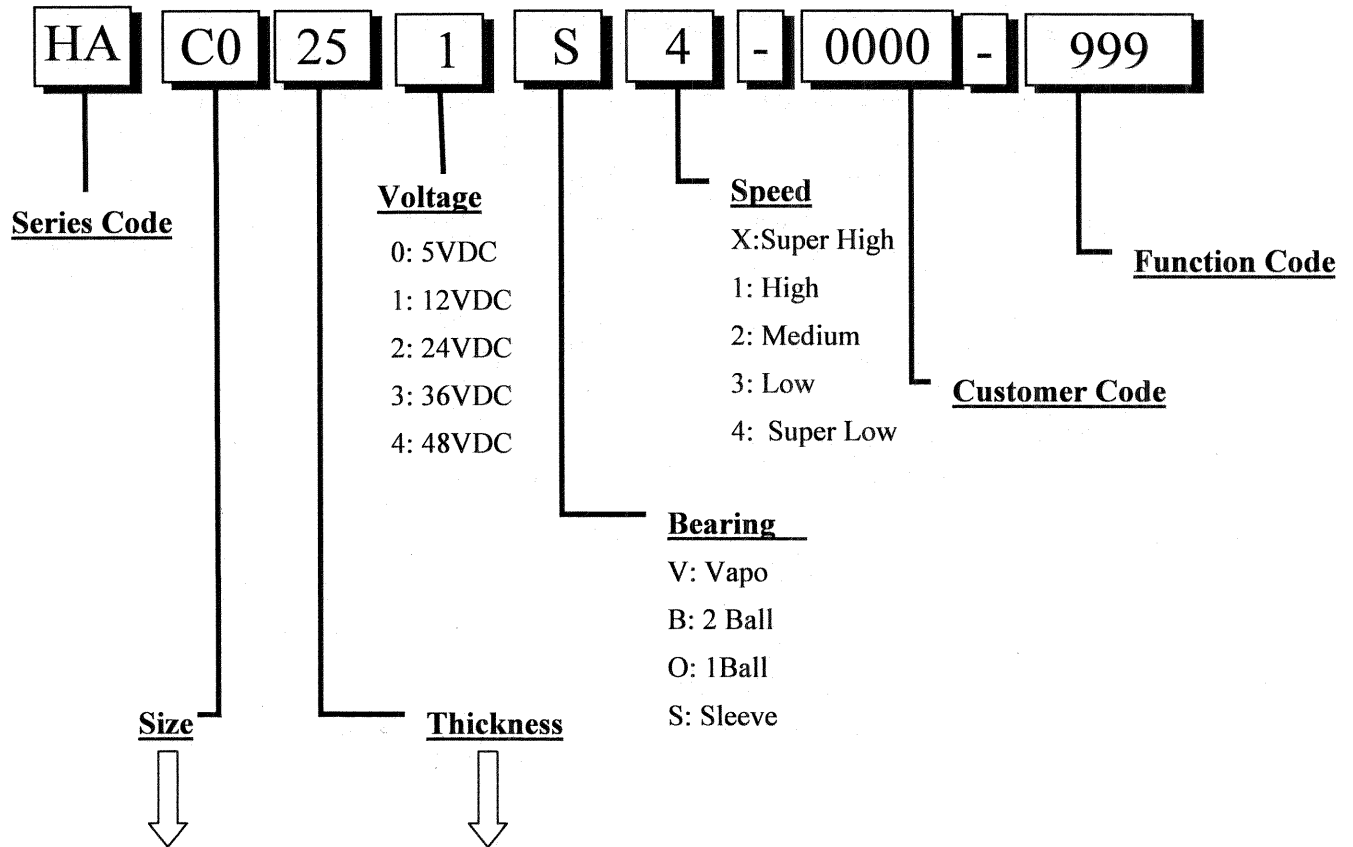 HA C0 25 1 S 4 - 0000 - 999
Series Code
Voltage
0: 5VDC
1: 12VDC
2: 24VDC
3: 36VDC
4: 48VDC
Speed
X:Super High
1: High
2: Medium
3: Low
4: Super Low
Function Code
Customer Code
Bearing
V: Vapo
B: 2 Ball
O: 1Ball
S: Sleeve
Size
Thickness